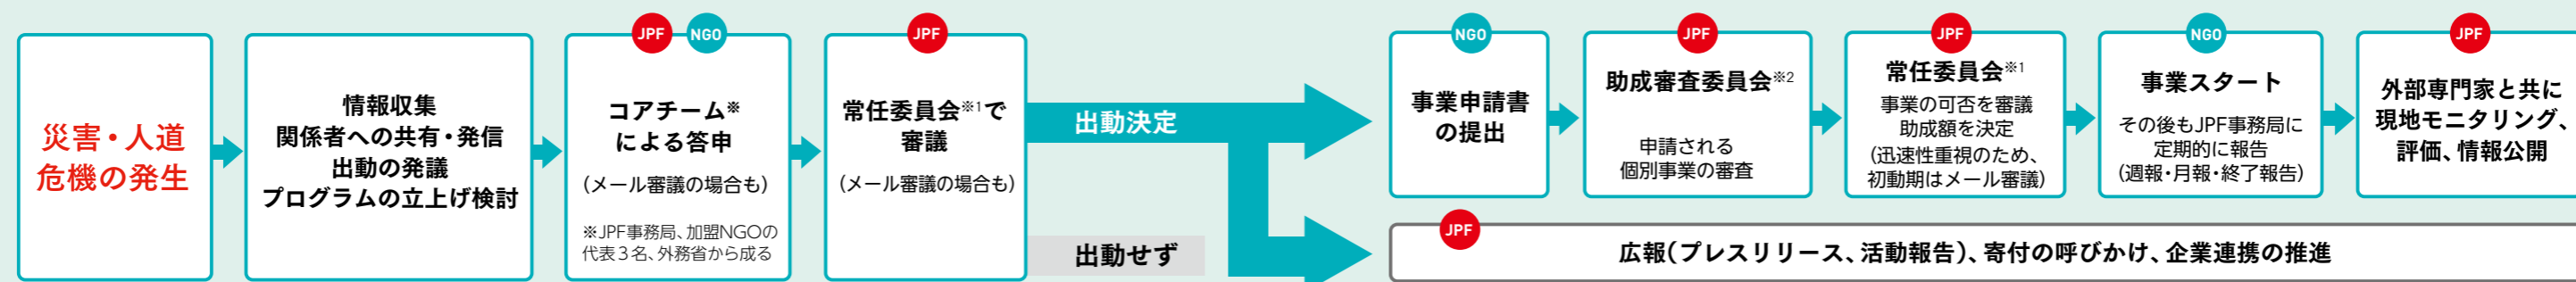 災害・人道
危機の発生
情報収集
関係者への共有・発信
出動の発議
プログラムの立上げ検討
JPF NGO
コアチーム※
による答申
(メール審議の場合も)
※JPF事務局、加盟NGOの
代表3名、外務省から成る
JPF
常任委員会※1で
審議
(メール審議の場合も)
出動決定
出動せず
NGO
事業申請書
の提出
JPF
助成審査委員会※2
申請される
個別事業の審査
JPF
常任委員会※1
事業の可否を審議
助成額を決定
(迅速性重視のため、
初動期はメール審議)
NGO
事業スタート
その後もJPF事務局に
定期的に報告
(週報・月報・終了報告)
JPF
外部専門家と共に
現地モニタリング、
評価、情報公開
JPF
広報(プレスリリース、活動報告)、寄付の呼びかけ、企業連携の推進